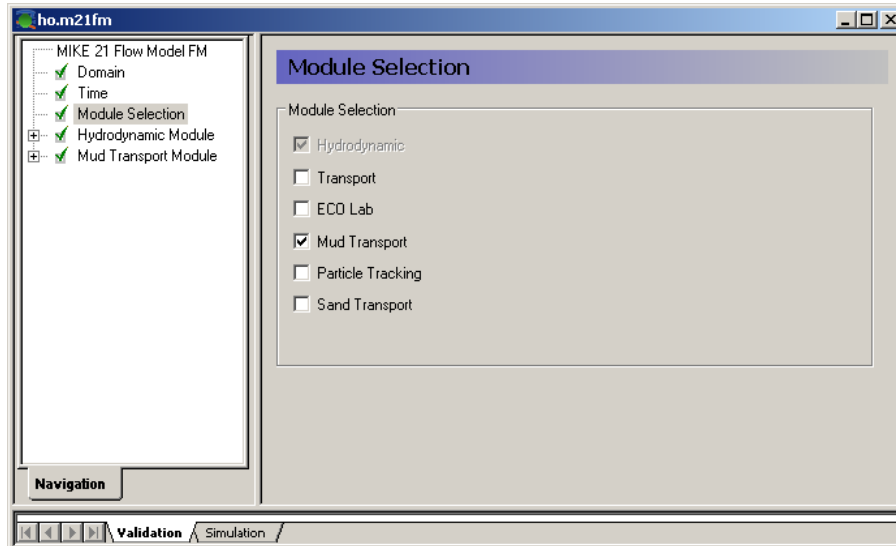 ho.m21fm
MIKE 21 Flow Model FM
Domain
Time
Module Selection
Hydrodynamic Module
Mud Transport Module
Navigation
Module Selection
Module Selection
Hydrodynamic
Transport
ECO Lab
Mud Transport
Particle Tracking
Sand Transport
Validation
Simulation